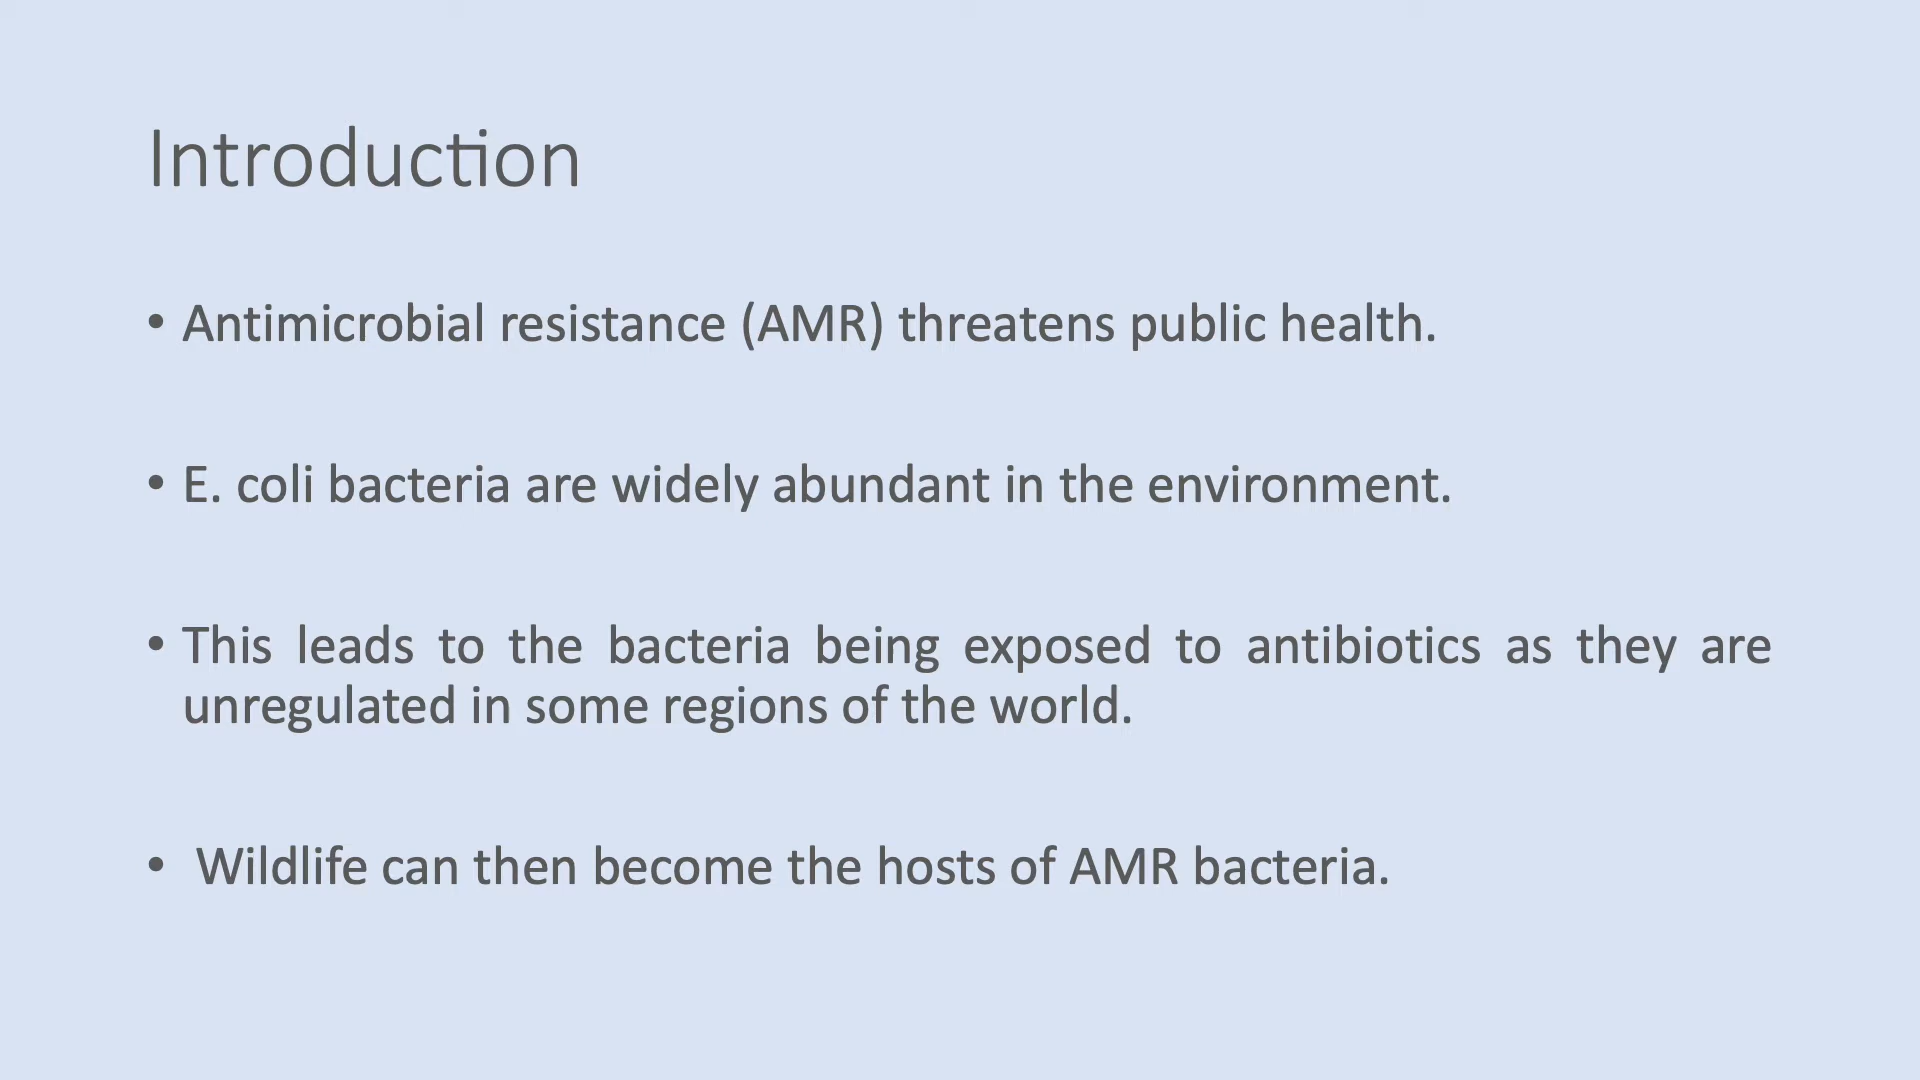 Introduction
• Antimicrobial resistance (AMR) threatens public health.
• E. coli bacteria are widely abundant in the environment.
• This leads to the bacteria being exposed to antibiotics as they are
unregulated in some regions of the world.
• Wildlife can then become the hosts of AMR bacteria.